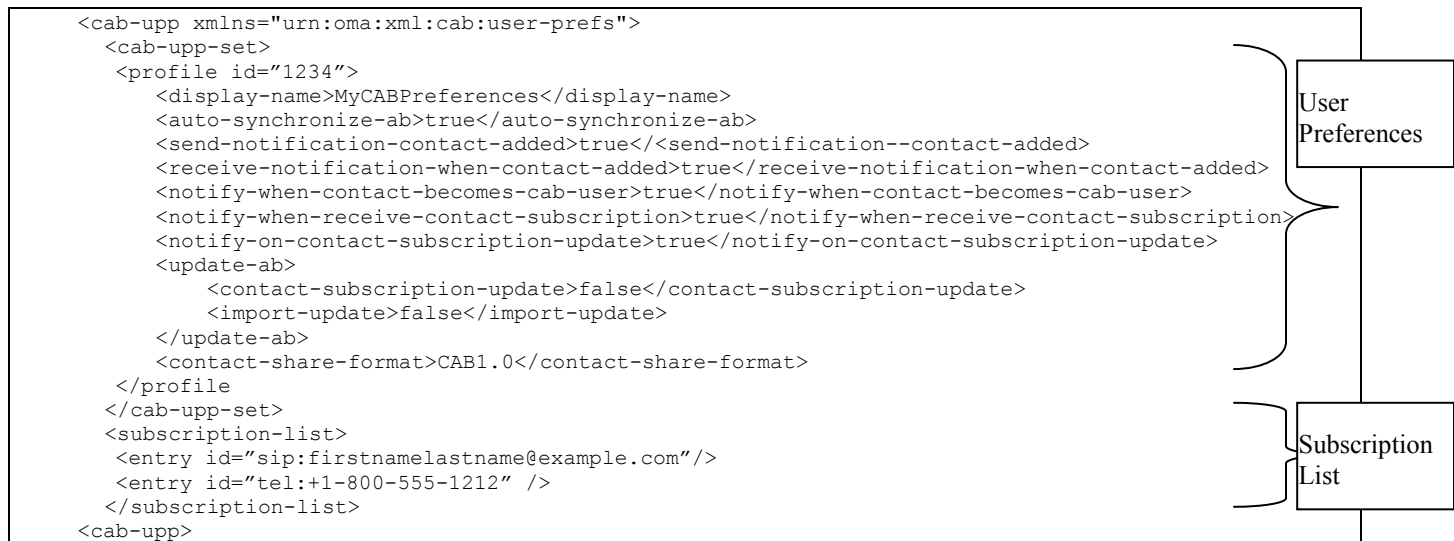 <cab-upp xmlns="urn:oma:xml:cab:user-prefs">
<cab-upp-set>
<profile id=”1234”>
<display-name>MyCABPreferences</display-name>
<auto-synchronize-ab>true</auto-synchronize-ab>
<send-notification-contact-added>true</<send-notification--contact-added>
<receive-notification-when-contact-added>true</receive-notification-when-contact-added>
<notify-when-contact-becomes-cab-user>true</notify-when-contact-becomes-cab-user>
<notify-when-receive-contact-subscription>true</notify-when-receive-contact-subscription>
<notify-on-contact-subscription-update>true</notify-on-contact-subscription-update>
<update-ab>
<contact-subscription-update>false</contact-subscription-update>
<import-update>false</import-update>
</update-ab>
<contact-share-format>CAB1.0</contact-share-format>
</profile
</cab-upp-set>
<subscription-list>
<entry id=”sip:firstnamelastname@example.com”/>
<entry id=”tel:+1-800-555-1212” />
</subscription-list>
<cab-upp>
User
Preferences
Subscription
List